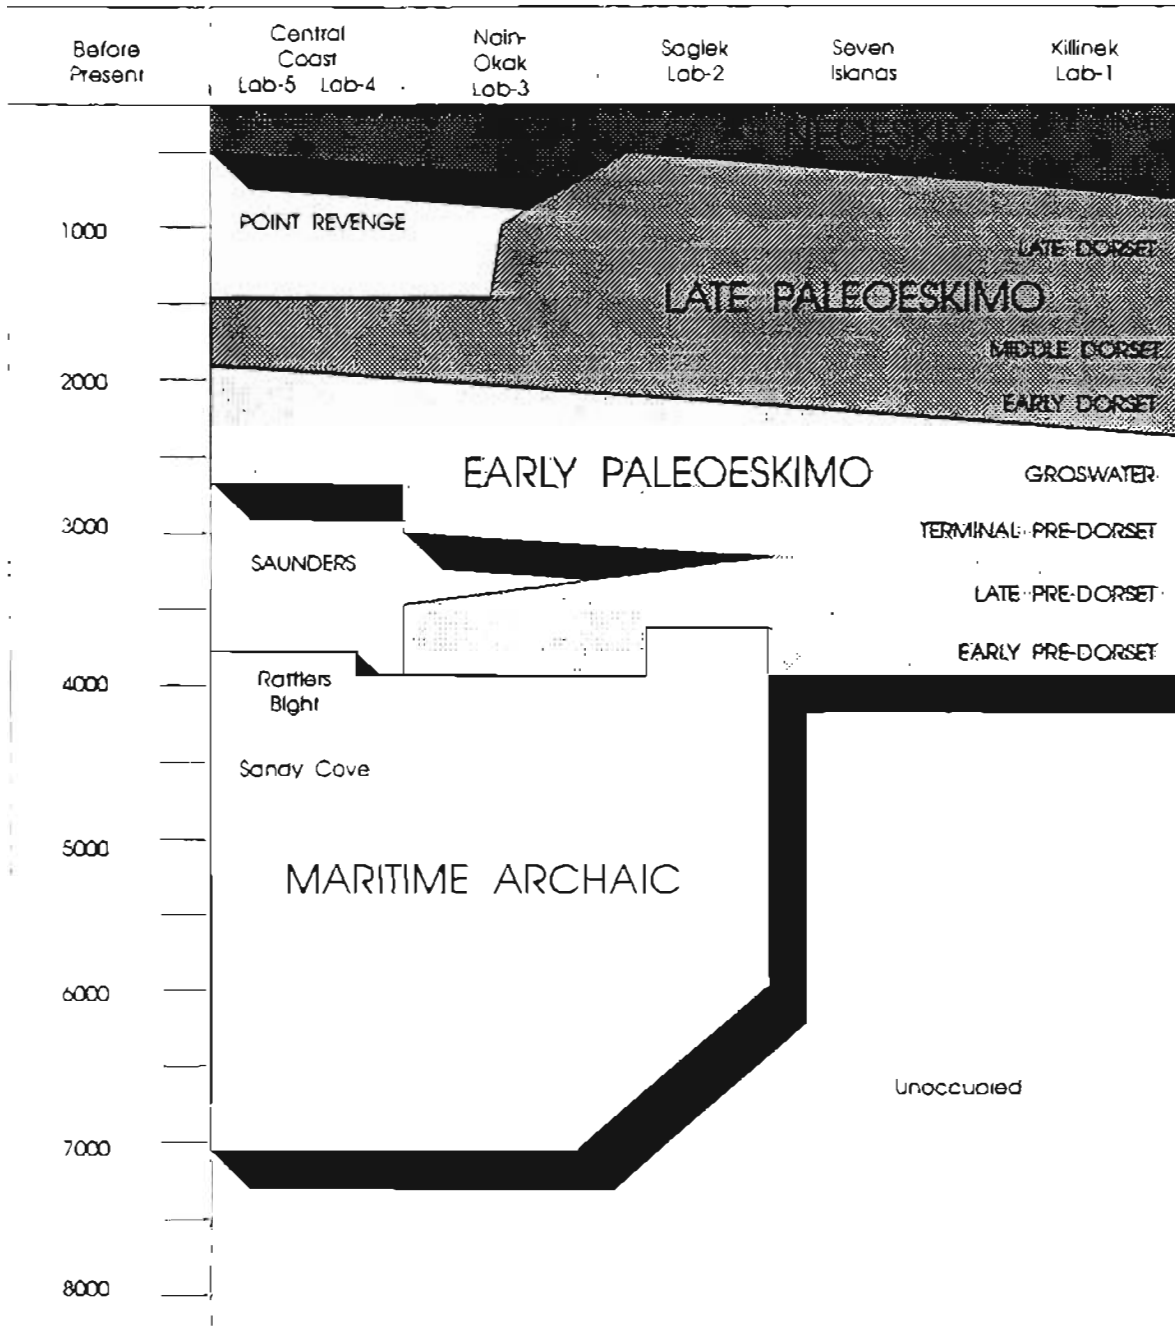 Before
Present
Central
Coast
Lab-5 Lab-4
Nain-
Okak
Lab-3
Saglek
Lab-2
Seven
Islands
Killinek
Lab-1
NEOESKIMO
POINT REVENGE
1000
LATE DORSET
LATE PALEOESKIMO
MIDDLE DORSET
2000
EARLY DORSET
EARLY PALEOESKIMO
GROSWATER
3000
TERMINAL PRE-DORSET
SAUNDERS
LATE PRE-DORSET
EARLY PRE-DORSET
4000
Rattlers
Bight
Sandy Cove
5000
MARITIME ARCHAIC
6000
Unoccupied
7000
8000